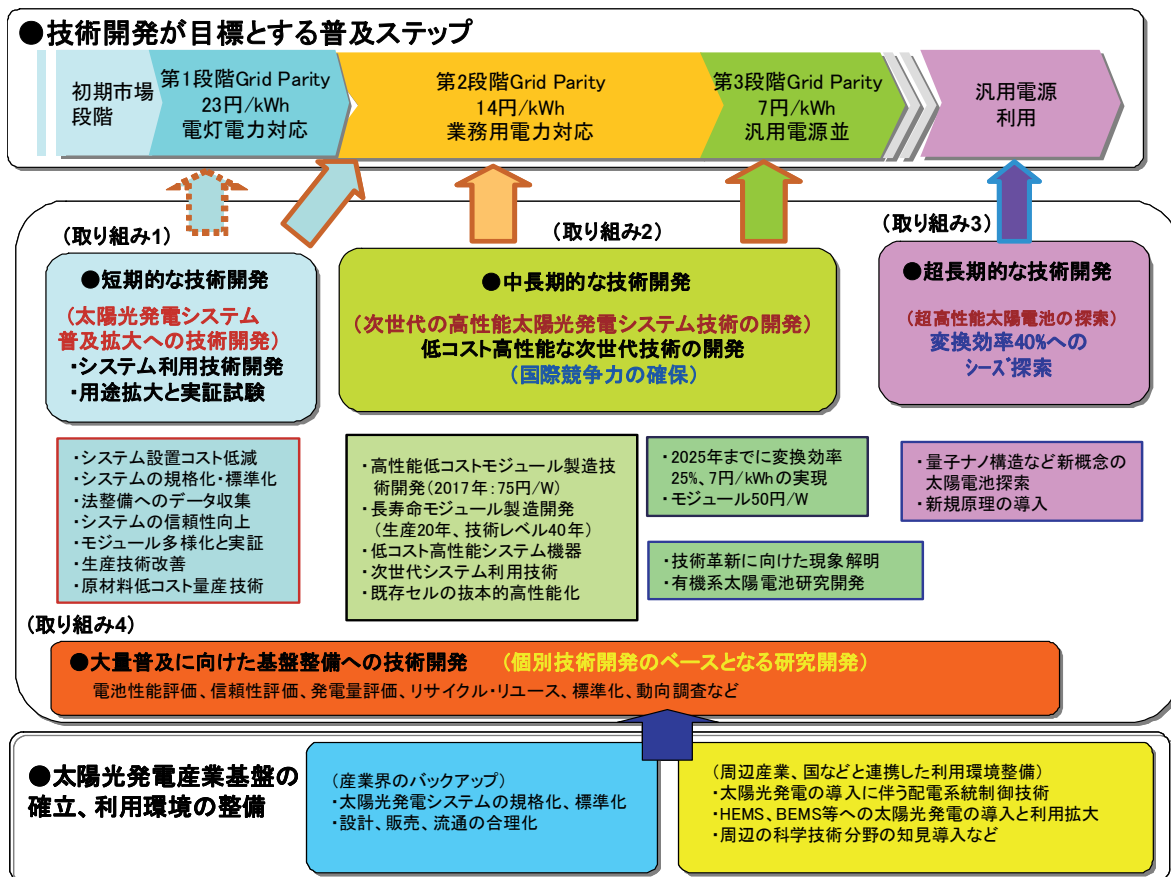 ●技術開発が目標とする普及ステップ
初期市場
段階
第1段階Grid Parity
23円/kWh
電灯電力対応
第2段階Grid Parity
14円/kWh
業務用電力対応
第3段階Grid Parity
7円/kWh
汎用電源並
汎用電源
利用
(取り組み1)
●短期的な技術開発
(太陽光発電システム
普及拡大への技術開発)
・システム利用技術開発
・用途拡大と実証試験
(取り組み2)
●中長期的な技術開発
(次世代の高性能太陽光発電システム技術の開発)
低コスト高性能な次世代技術の開発
(国際競争力の確保)
(取り組み3)
●超長期的な技術開発
(超高性能太陽電池の探索)
変換効率40%への
シーズ探索
・システム設置コスト低減
・システムの規格化・標準化
・法整備へのデータ収集
・システムの信頼性向上
・モジュール多様化と実証
・生産技術改善
・原材料低コスト量産技術
・高性能低コストモジュール製造技
術開発(2017年:75円/W)
・長寿命モジュール製造開発
(生産20年、技術レベル40年)
・低コスト高性能システム機器
・次世代システム利用技術
・既存セルの抜本的高性能化
・2025年までに変換効率
25%、7円/kWhの実現
・モジュール50円/W
・技術革新に向けた現象解明
・有機系太陽電池研究開発
・量子ナノ構造など新概念の
太陽電池探索
・新規原理の導入
(取り組み4)
●大量普及に向けた基盤整備への技術開発 (個別技術開発のベースとなる研究開発)
電池性能評価、信頼性評価、発電量評価、リサイクル・リユース、標準化、動向調査など
●太陽光発電産業基盤の
確立、利用環境の整備
(産業界のバックアップ)
・太陽光発電システムの規格化、標準化
・設計、販売、流通の合理化
(周辺産業、国などと連携した利用環境整備)
・太陽光発電の導入に伴う配電系統制御技術
・HEMS、BEMS等への太陽光発電の導入と利用拡大
・周辺の科学技術分野の知見導入など